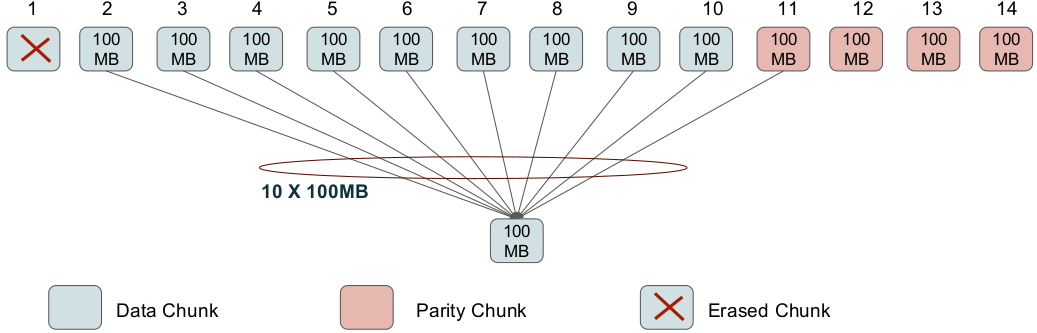 1 2 3 4 5 6 7 8 9 10 11 12 13 14
100 100 100 100 100 100 100 100 100 100 100 100 100
MB MB MB MB MB MB MB MB MB MB MB MB MB
10 X 100MB
100
MB
Data Chunk Parity Chunk Erased Chunk